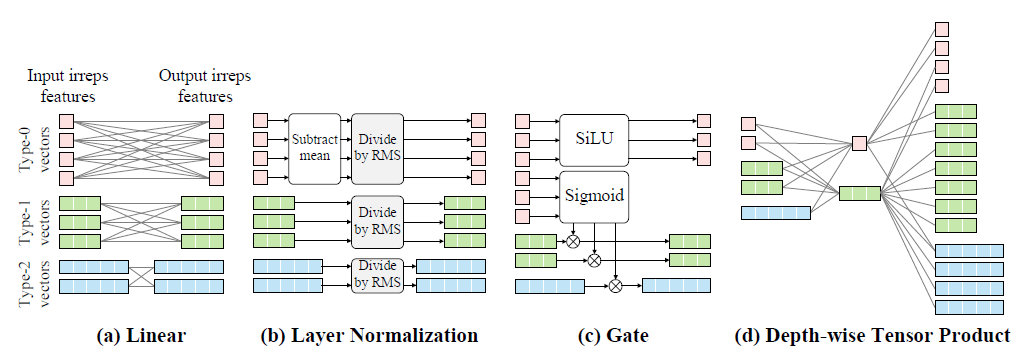 Input irreps
features
Output irreps
features
Type-0
vectors
Type-1
vectors
Type-2
vectors
(a) Linear
Subtract
mean
Divide
by RMS
Divide
by RMS
Divide
by RMS
(b) Layer Normalization
SiLU
Sigmoid
(c) Gate
(d) Depth-wise Tensor Product